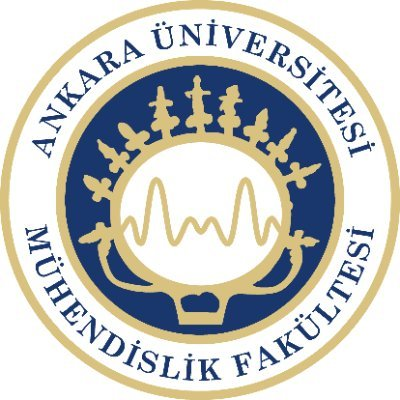 ANKARA ÜNİVERSİTESİ
MÜHENDİSLİK FAKÜLTESİ